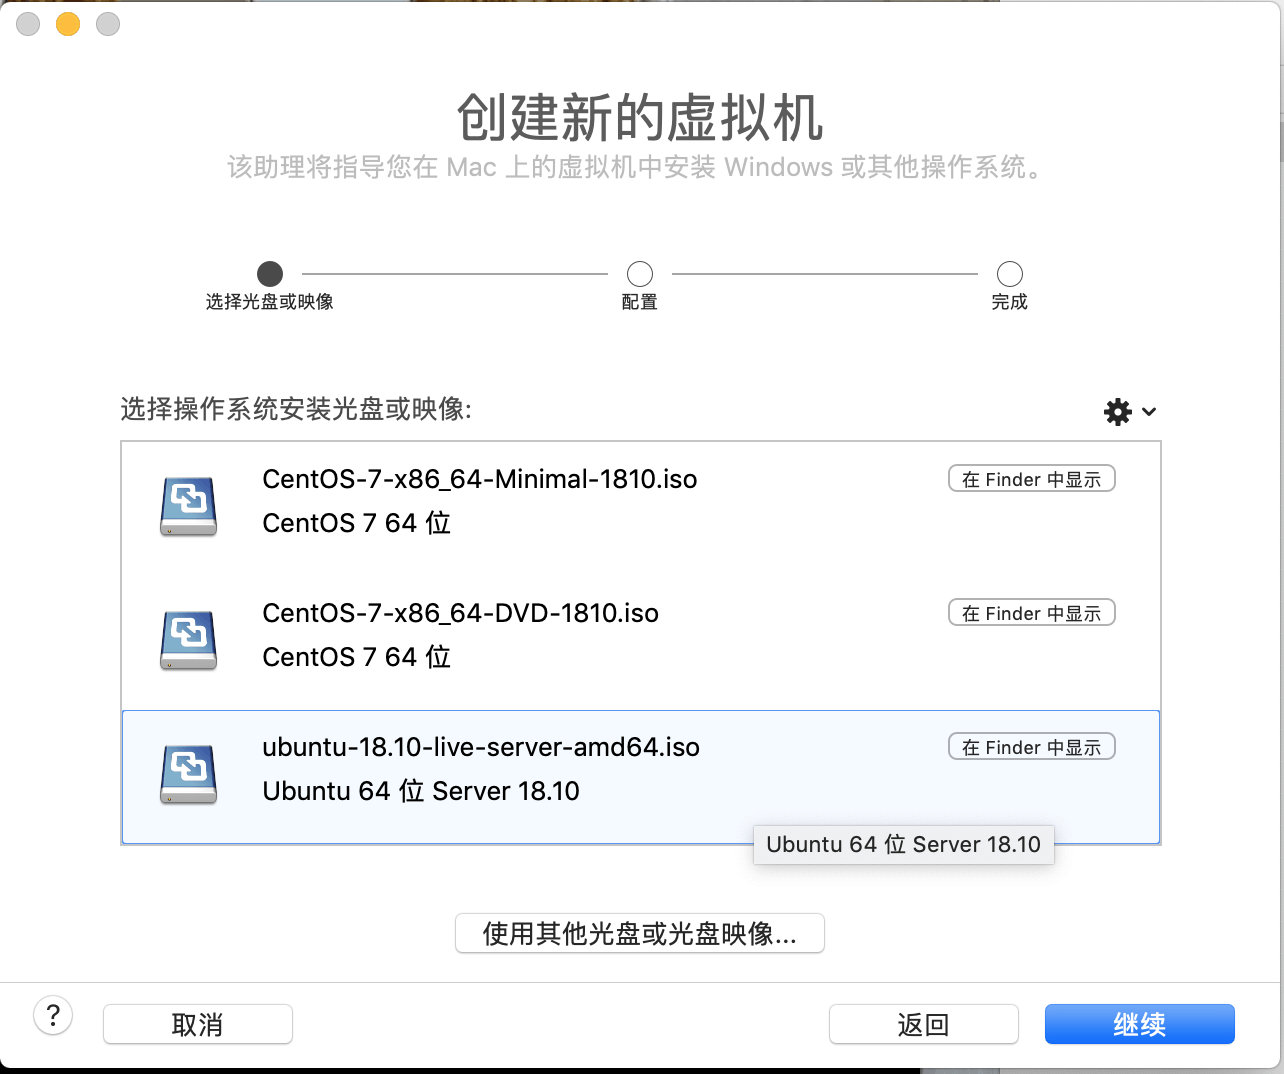 创建新的虚拟机
该助理将指导您在 Mac 上的虚拟机中安装 Windows 或其他操作系统。
选择光盘或映像
配置
完成
选择操作系统安装光盘或映像:
CentOS-7-x86_64-Minimal-1810.iso
在 Finder 中显示
CentOS 7 64 位
CentOS-7-x86_64-DVD-1810.iso
在 Finder 中显示
CentOS 7 64 位
ubuntu-18.10-live-server-amd64.iso
在 Finder 中显示
Ubuntu 64 位 Server 18.10
Ubuntu 64 位 Server 18.10
使用其他光盘或光盘映像...
?
取消
返回
继续